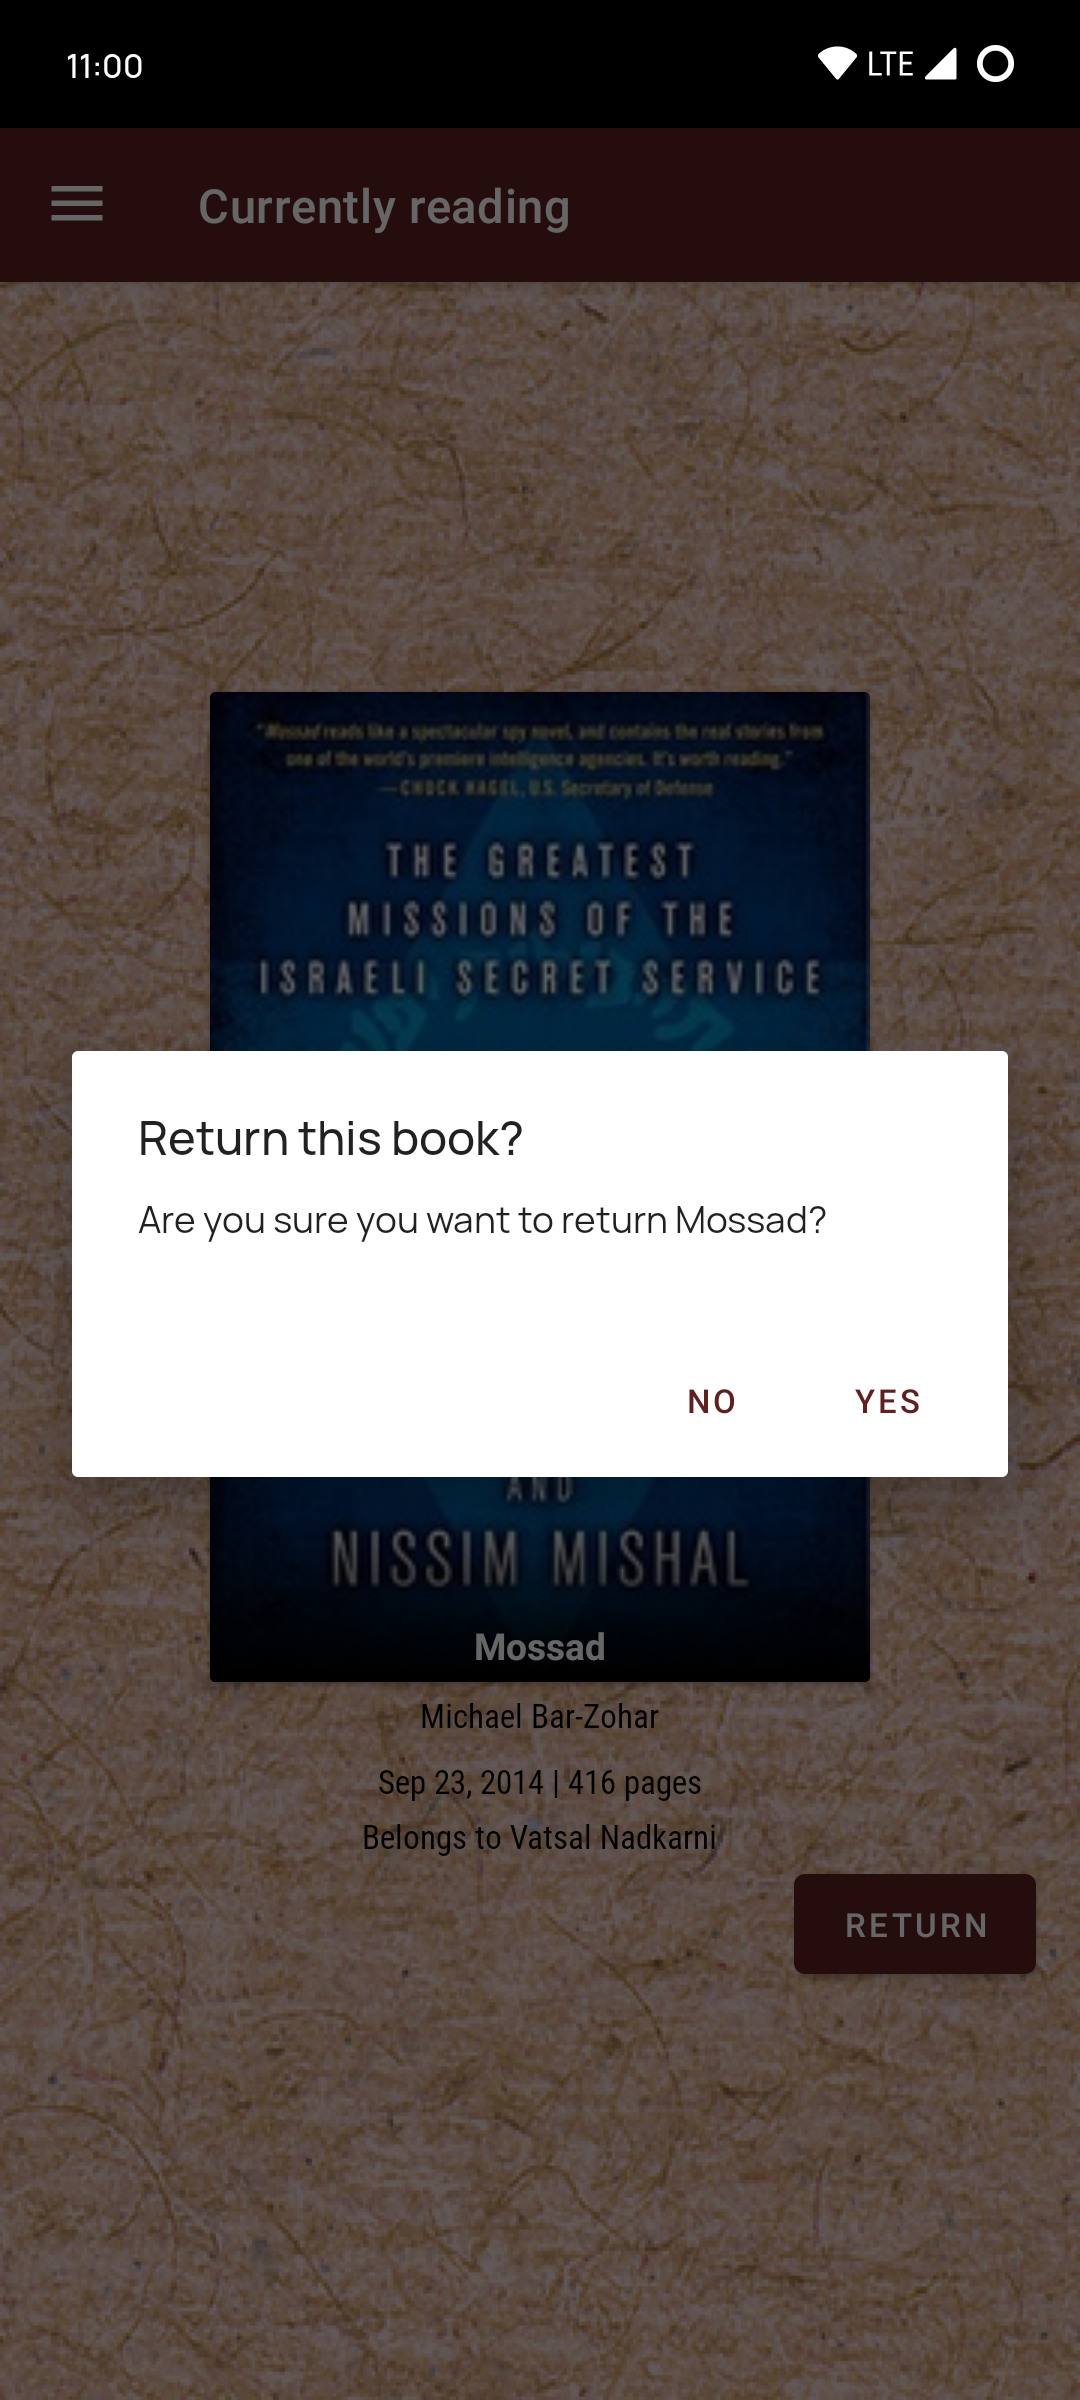 11:00
LTE
Currently reading
"Mossad reads like a spectacular spy novel, and contains the real stories from
one of the world's premiere intelligence agencies. It's worth reading."
—CHUCK HAGEL, U.S. Secretary of Defense
THE GREATEST
MISSIONS OF THE
ISRAELI SECRET SERVICE
Return this book?
Are you sure you want to return Mossad?
NO
YES
AND
NISSIM MISHAL
Mossad
Michael Bar-Zohar
Sep 23, 2014 | 416 pages
Belongs to Vatsal Nadkarni
RETURN